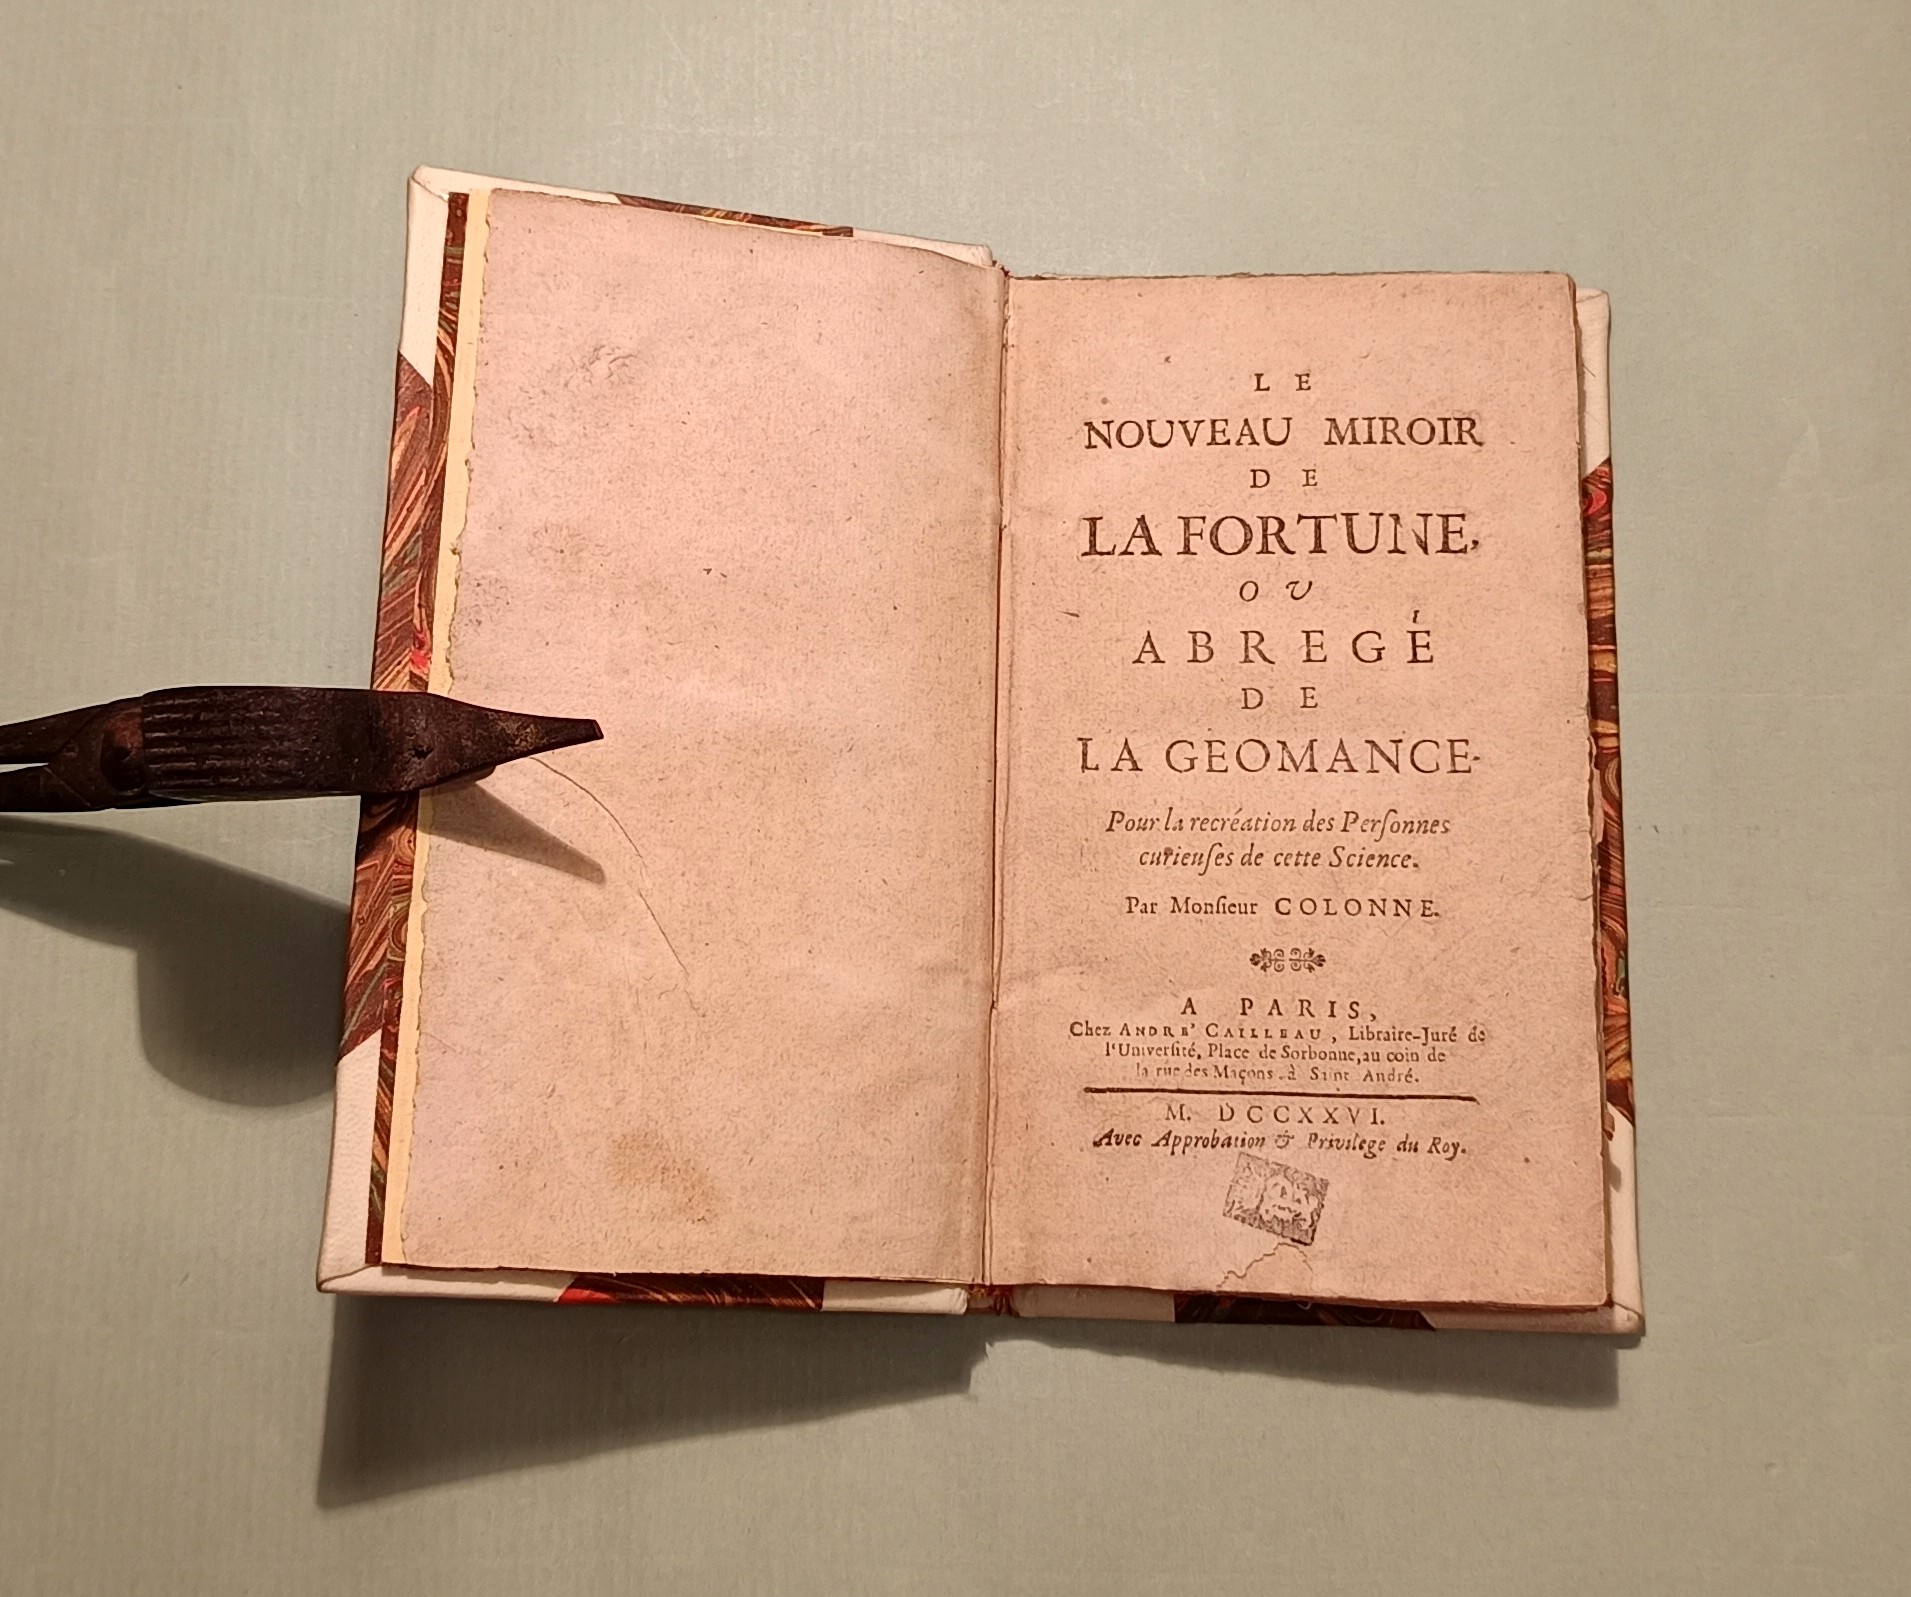 LE
NOUVEAU MIROIR
DE
LA FORTUNE,
OU
ABREGÉ
DE
LA GEOMANCE.
Pour la recréation des Perſonnes
curieuſes de cette Science.
Par Monſieur COLONNE.
A PARIS,
Chez ANDRE' CAILLEAU, Libraire-Juré de
l'Univerſité, Place de Sorbonne, au coin de
la rue des Maçons, à Saint André.
M. DCCXXVI.
Avec Approbation & Privilege du Roy.